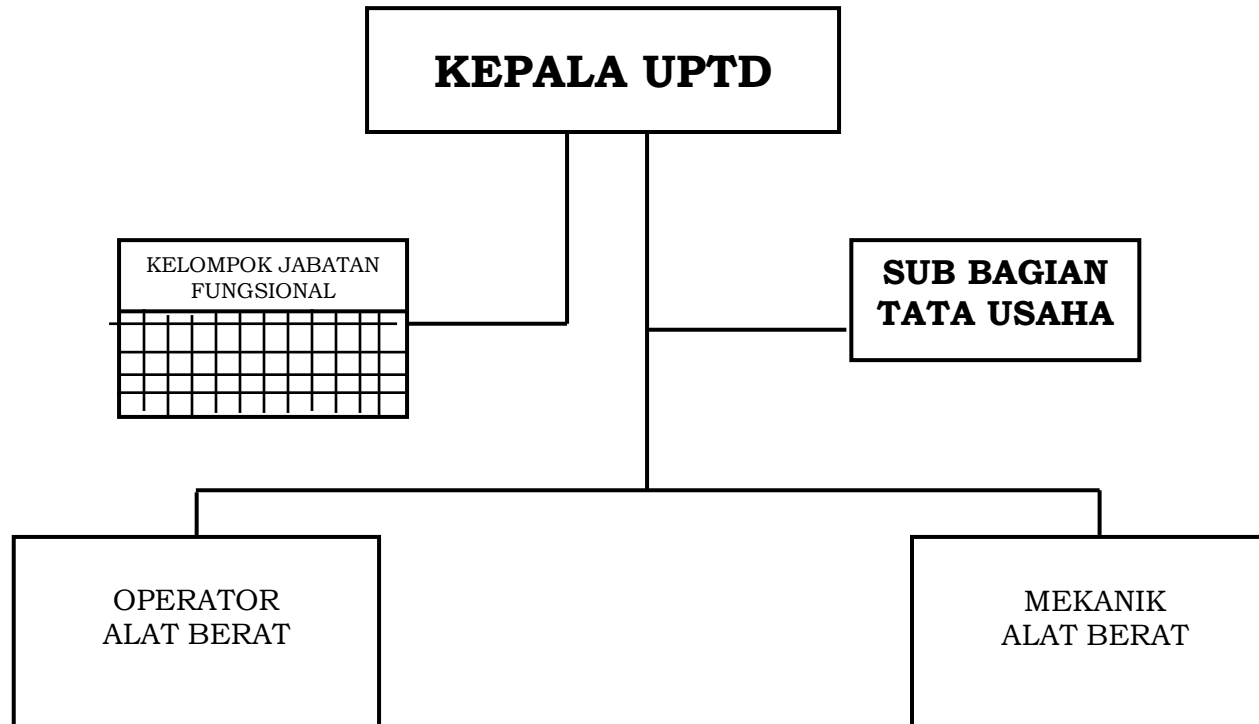 KEPALA UPTD
KELOMPOK JABATAN
FUNGSIONAL
SUB BAGIAN
TATA USAHA
OPERATOR
ALAT BERAT
MEKANIK
ALAT BERAT